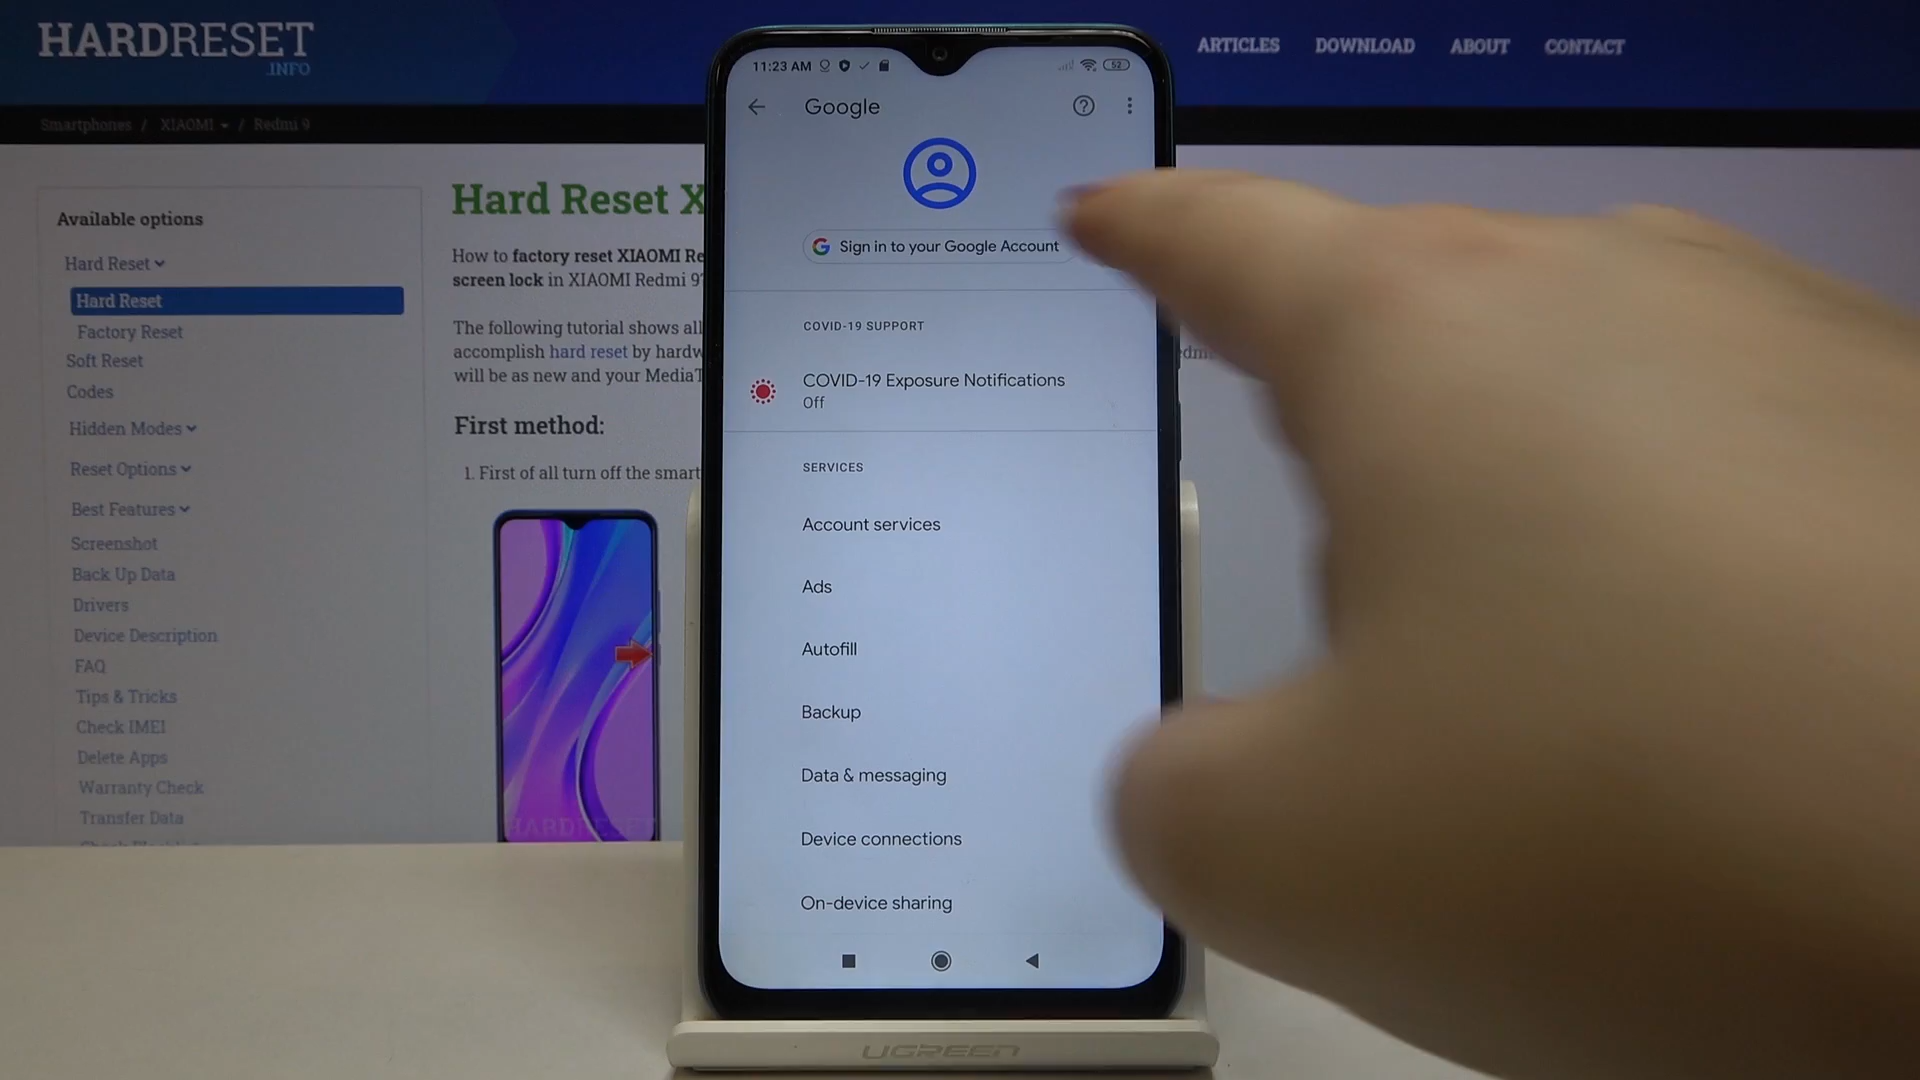 HARDRESET
.INFO
ARTICLES DOWNLOAD ABOUT CONTACT
Smartphones / XIAOMI / Redmi 9
Available options
Hard Reset
Hard Reset
Factory Reset
Soft Reset
Codes
Hidden Modes
Reset Options
Best Features
Screenshot
Back Up Data
Drivers
Device Description
FAQ
Tips & Tricks
Check IMEI
Delete Apps
Warranty Check
Transfer Data
Hard Reset X
How to factory reset XIAOMI Re
screen lock in XIAOMI Redmi 9?
The following tutorial shows all
accomplish hard reset by hardw
will be as new and your MediaT
First method:
1. First of all turn off the smart
HARDRESET
11:23 AM 52
Google
Sign in to your Google Account
COVID-19 SUPPORT
COVID-19 Exposure Notifications
Off
SERVICES
Account services
Ads
Autofill
Backup
Data & messaging
Device connections
On-device sharing
UGREEN